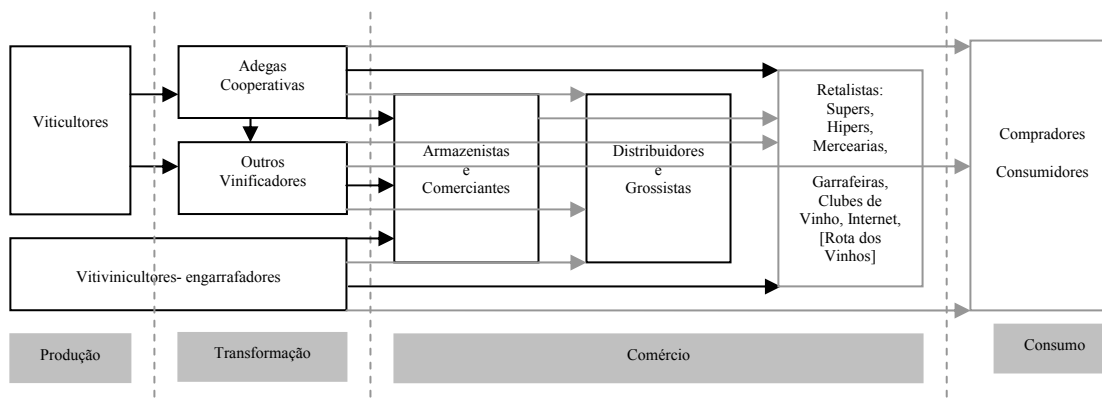 Viticultores
Adegas
Cooperativas
Outros
Vinificadores
Vitivinicultores- engarrafadores
Armazenistas
e
Comerciantes
Distribuidores
e
Grossistas
Retalistas:
Supers,
Hipers,
Mercearias,
Garrafeiras,
Clubes de
Vinho, Internet,
[Rota dos
Vinhos]
Compradores
Consumidores
Produção
Transformação
Comércio
Consumo